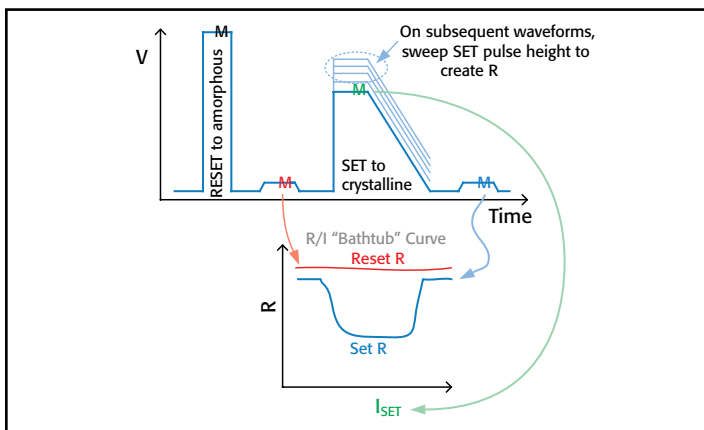 On subsequent waveforms,
sweep SET pulse height to
create R
V
M
RESET to amorphous
M
M
SET to
crystalline
M
Time
R/I “Bathtub” Curve
Reset R
R
Set R
I_SET